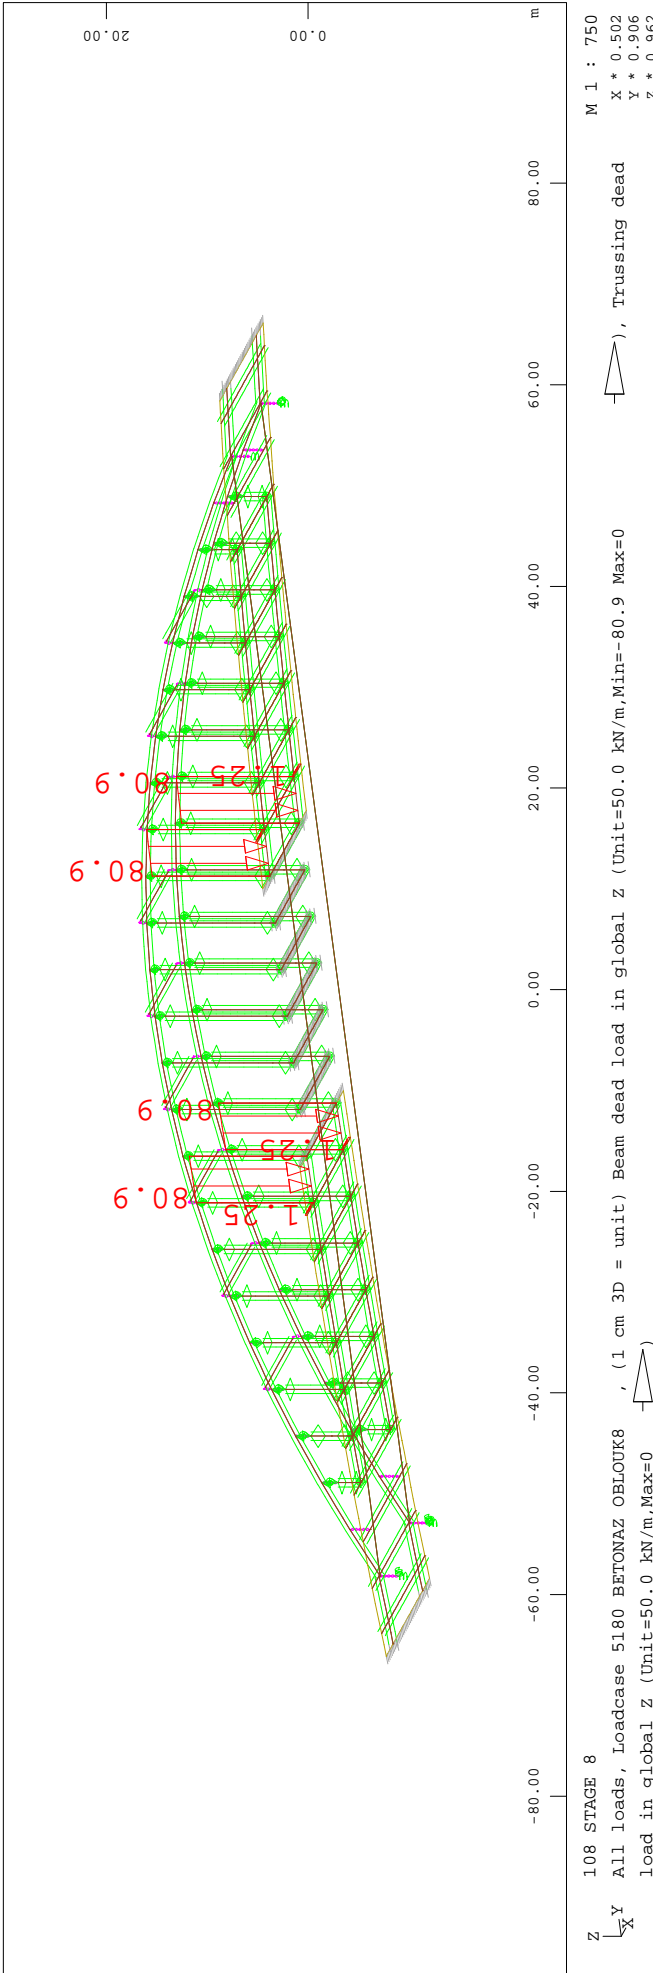 20.00
0.00
m
80.9
1.25
80.9
80.9
1.25
80.9
1.25
-80.00
-60.00
-40.00
-20.00
0.00
20.00
40.00
60.00
80.00
108 STAGE 8
M 1 : 750
All loads, Loadcase 5180 BETONAZ OBLOUK8 , (1 cm 3D = unit) Beam dead load in global Z (Unit=50.0 kN/m,Min=-80.9 Max=0 ), Trussing dead
load in global Z (Unit=50.0 kN/m,Max=0 )
X * 0.502
Y * 0.906
Z * 0.962
Z
Y
X